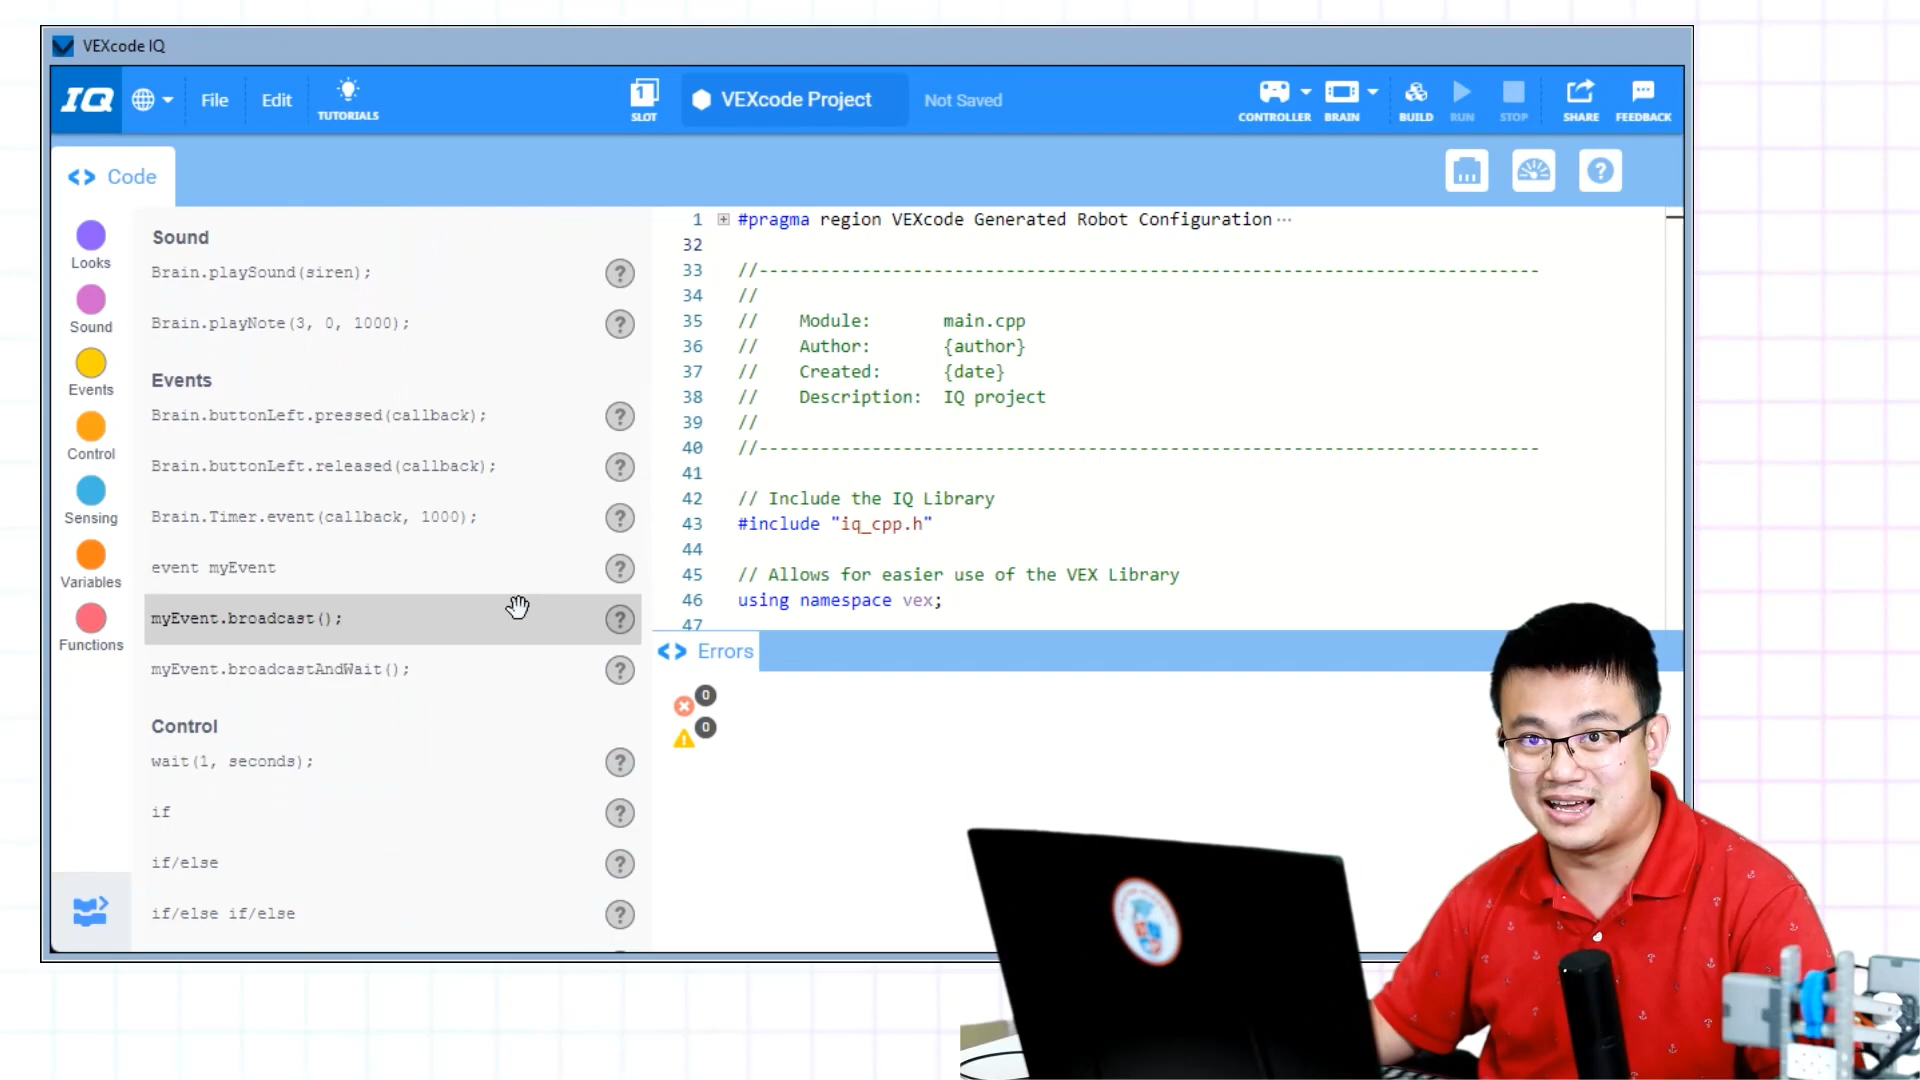 VEXcode IQ
IQ
File
Edit
TUTORIALS
1
SLOT
VEXcode Project
Not Saved
CONTROLLER
BRAIN
BUILD
RUN
STOP
SHARE
FEEDBACK
<> Code
?
Looks
Sound
Events
Control
Sensing
Variables
Functions
Sound
Brain.playSound(siren);
?
Brain.playNote(3, 0, 1000);
?
Events
Brain.buttonLeft.pressed(callback);
?
Brain.buttonLeft.released(callback);
?
Brain.Timer.event(callback, 1000);
?
event myEvent
?
myEvent.broadcast();
?
myEvent.broadcastAndWait();
?
Control
wait(1, seconds);
?
if
?
if/else
?
if/else if/else
?
1 #pragma region VEXcode Generated Robot Configuration···
32
33 //----------------------------------------------------------------------------
34 //
35 // Module: main.cpp
36 // Author: {author}
37 // Created: {date}
38 // Description: IQ project
39 //
40 //----------------------------------------------------------------------------
41
42 // Include the IQ Library
43 #include "iq_cpp.h"
44
45 // Allows for easier use of the VEX Library
46 using namespace vex;
47
<> Errors
0
0